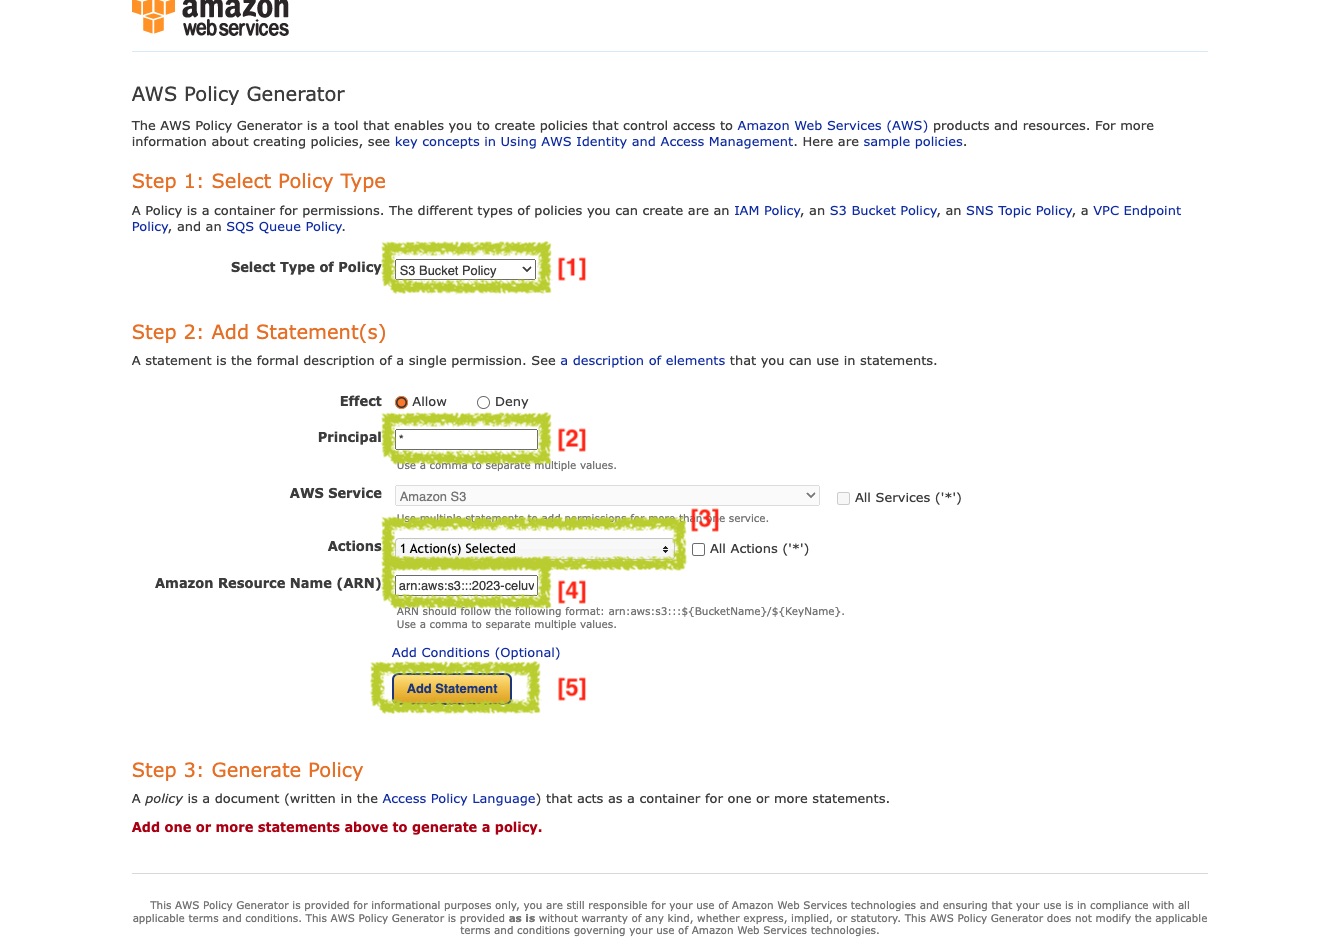 amazon
web services
AWS Policy Generator
The AWS Policy Generator is a tool that enables you to create policies that control access to Amazon Web Services (AWS) products and resources. For more
information about creating policies, see key concepts in Using AWS Identity and Access Management. Here are sample policies.
Step 1: Select Policy Type
A Policy is a container for permissions. The different types of policies you can create are an IAM Policy, an S3 Bucket Policy, an SNS Topic Policy, a VPC Endpoint
Policy, and an SQS Queue Policy.
Select Type of Policy S3 Bucket Policy [1]
Step 2: Add Statement(s)
A statement is the formal description of a single permission. See a description of elements that you can use in statements.
Effect Allow Deny
Principal * [2]
Use a comma to separate multiple values.
AWS Service Amazon S3 All Services ('*')
Use multiple statements to add permissions for more than one service.
[3]
Actions 1 Action(s) Selected All Actions ('*')
Amazon Resource Name (ARN) arn:aws:s3:::2023-celuv [4]
ARN should follow the following format: arn:aws:s3:::${BucketName}/${KeyName}.
Use a comma to separate multiple values.
Add Conditions (Optional)
Add Statement [5]
Step 3: Generate Policy
A policy is a document (written in the Access Policy Language) that acts as a container for one or more statements.
Add one or more statements above to generate a policy.
This AWS Policy Generator is provided for informational purposes only, you are still responsible for your use of Amazon Web Services technologies and ensuring that your use is in compliance with all
applicable terms and conditions. This AWS Policy Generator is provided as is without warranty of any kind, whether express, implied, or statutory. This AWS Policy Generator does not modify the applicable
terms and conditions governing your use of Amazon Web Services technologies.